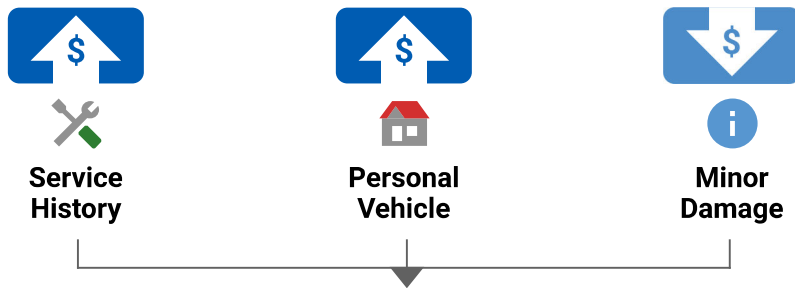 $
$
$
Service
History
Personal
Vehicle
Minor
Damage